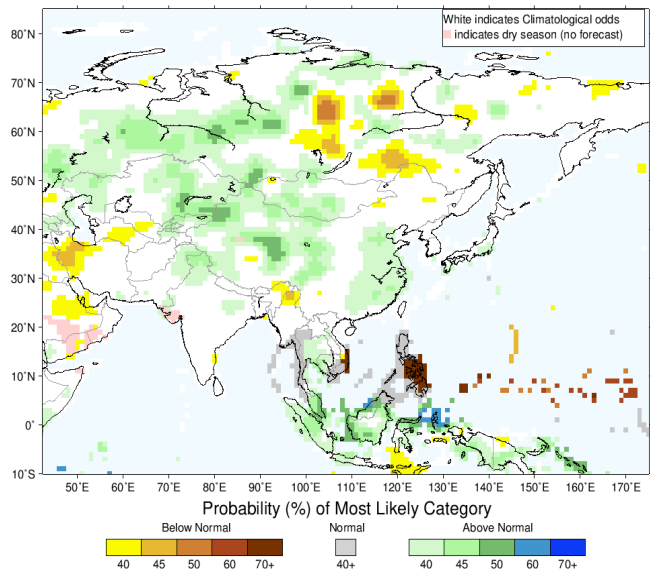 White indicates Climatological odds
indicates dry season (no forecast)
80°N
70°N
60°N
50°N
40°N
30°N
20°N
10°N
0°
10°S
50°E 60°E 70°E 80°E 90°E 100°E 110°E 120°E 130°E 140°E 150°E 160°E 170°E
Probability (%) of Most Likely Category
Below Normal Normal Above Normal
40 45 50 60 70+ 40+ 40 45 50 60 70+